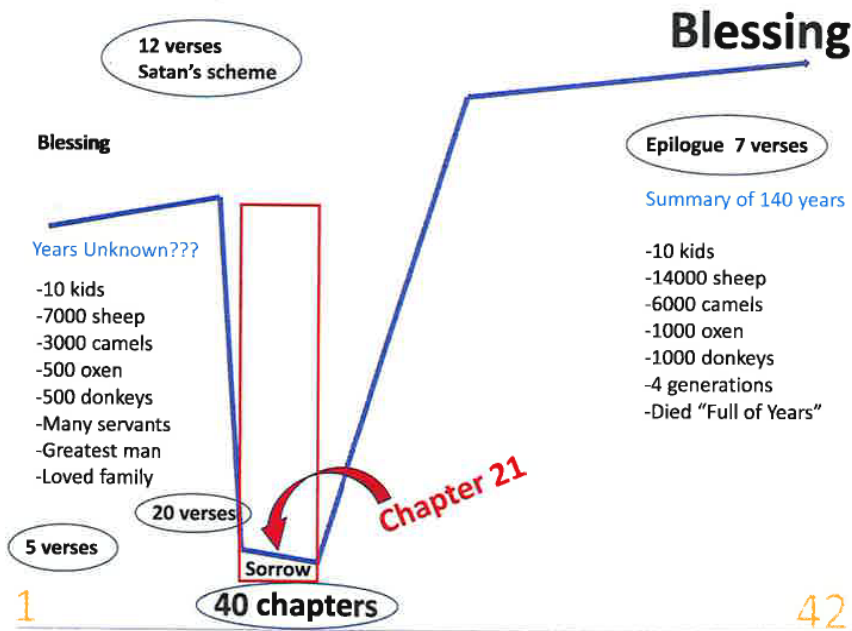 12 verses
Satan's scheme
Blessing
Blessing
Years Unknown???
-10 kids
-7000 sheep
-3000 camels
-500 oxen
-500 donkeys
-Many servants
-Greatest man
-Loved family
Epilogue 7 verses
Summary of 140 years
-10 kids
-14000 sheep
-6000 camels
-1000 oxen
-1000 donkeys
-4 generations
-Died "Full of Years"
Chapter 21
20 verses
5 verses
Sorrow
40 chapters
1
42